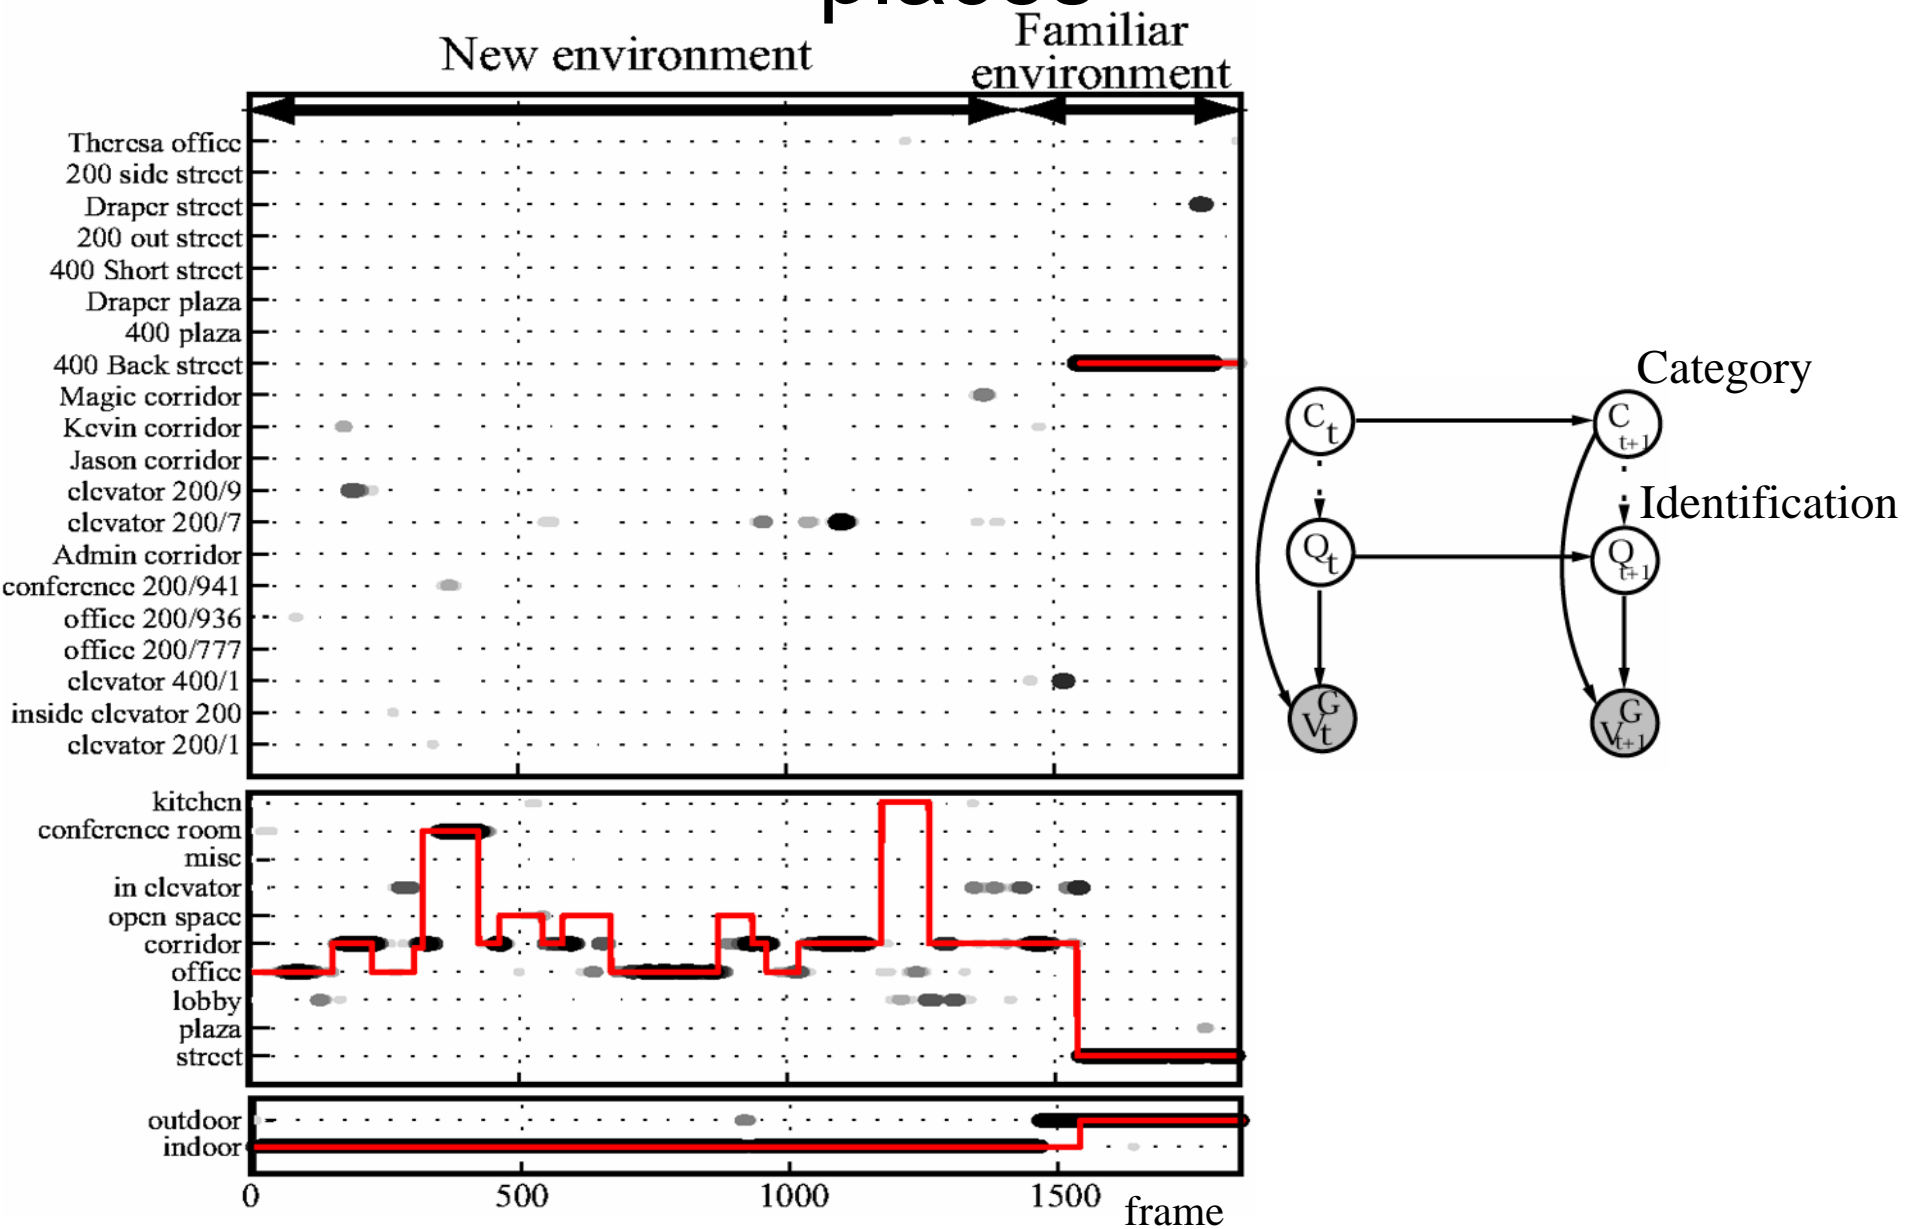 places
New environment
Familiar
environment
Theresa office
200 side street
Draper street
200 out street
400 Short street
Draper plaza
400 plaza
400 Back street
Magic corridor
Kevin corridor
Jason corridor
elevator 200/9
elevator 200/7
Admin corridor
conference 200/941
office 200/936
office 200/777
elevator 400/1
inside elevator 200
elevator 200/1
kitchen
conference room
misc
in elevator
open space
corridor
office
lobby
plaza
street
outdoor
indoor
0 500 1000 1500 frame
Category
C t
C t+1
Identification
Q t
Q t+1
V G t
V G t+1